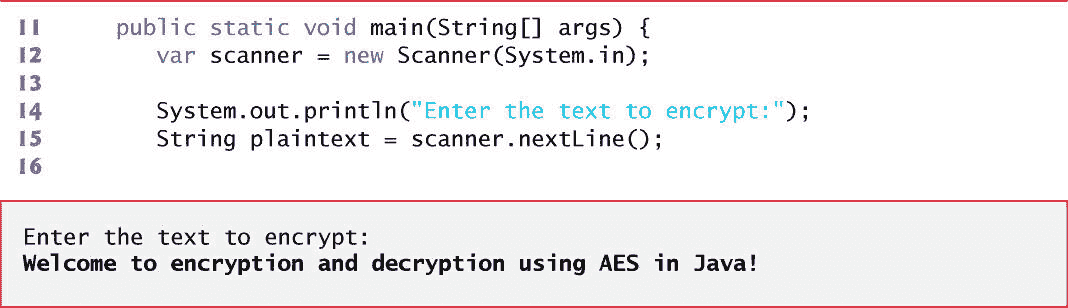 11 public static void main(String[] args) {
12 var scanner = new Scanner(System.in);
13
14 System.out.println("Enter the text to encrypt:");
15 String plaintext = scanner.nextLine();
16
Enter the text to encrypt:
Welcome to encryption and decryption using AES in Java!